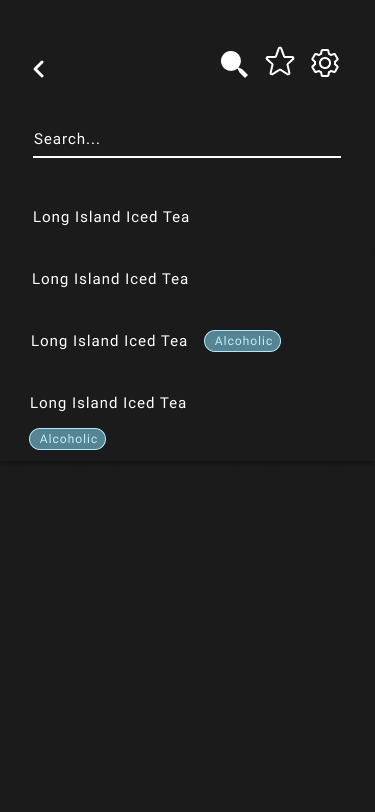 Search...
Long Island Iced Tea
Long Island Iced Tea
Long Island Iced Tea Alcoholic
Long Island Iced Tea
Alcoholic